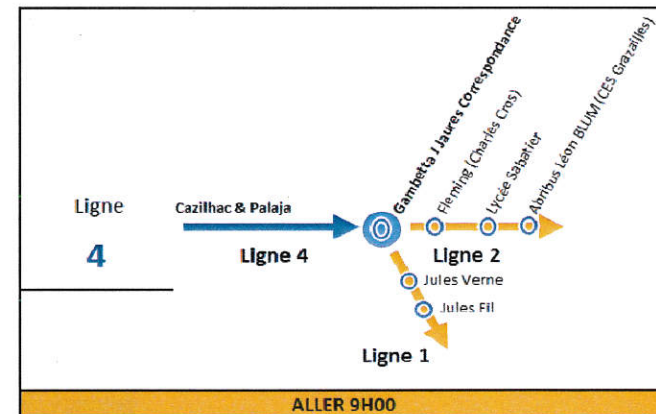 Ligne
4
Cazilhac & Palaja
Ligne 4
Gambetta J Jaures Correspondance
Fleming (Charles Cros)
Lycée Sabatier
Abribus Léon BLUM (CES Grazailles)
Ligne 2
Jules Verne
Jules Fil
Ligne 1
ALLER 9H00